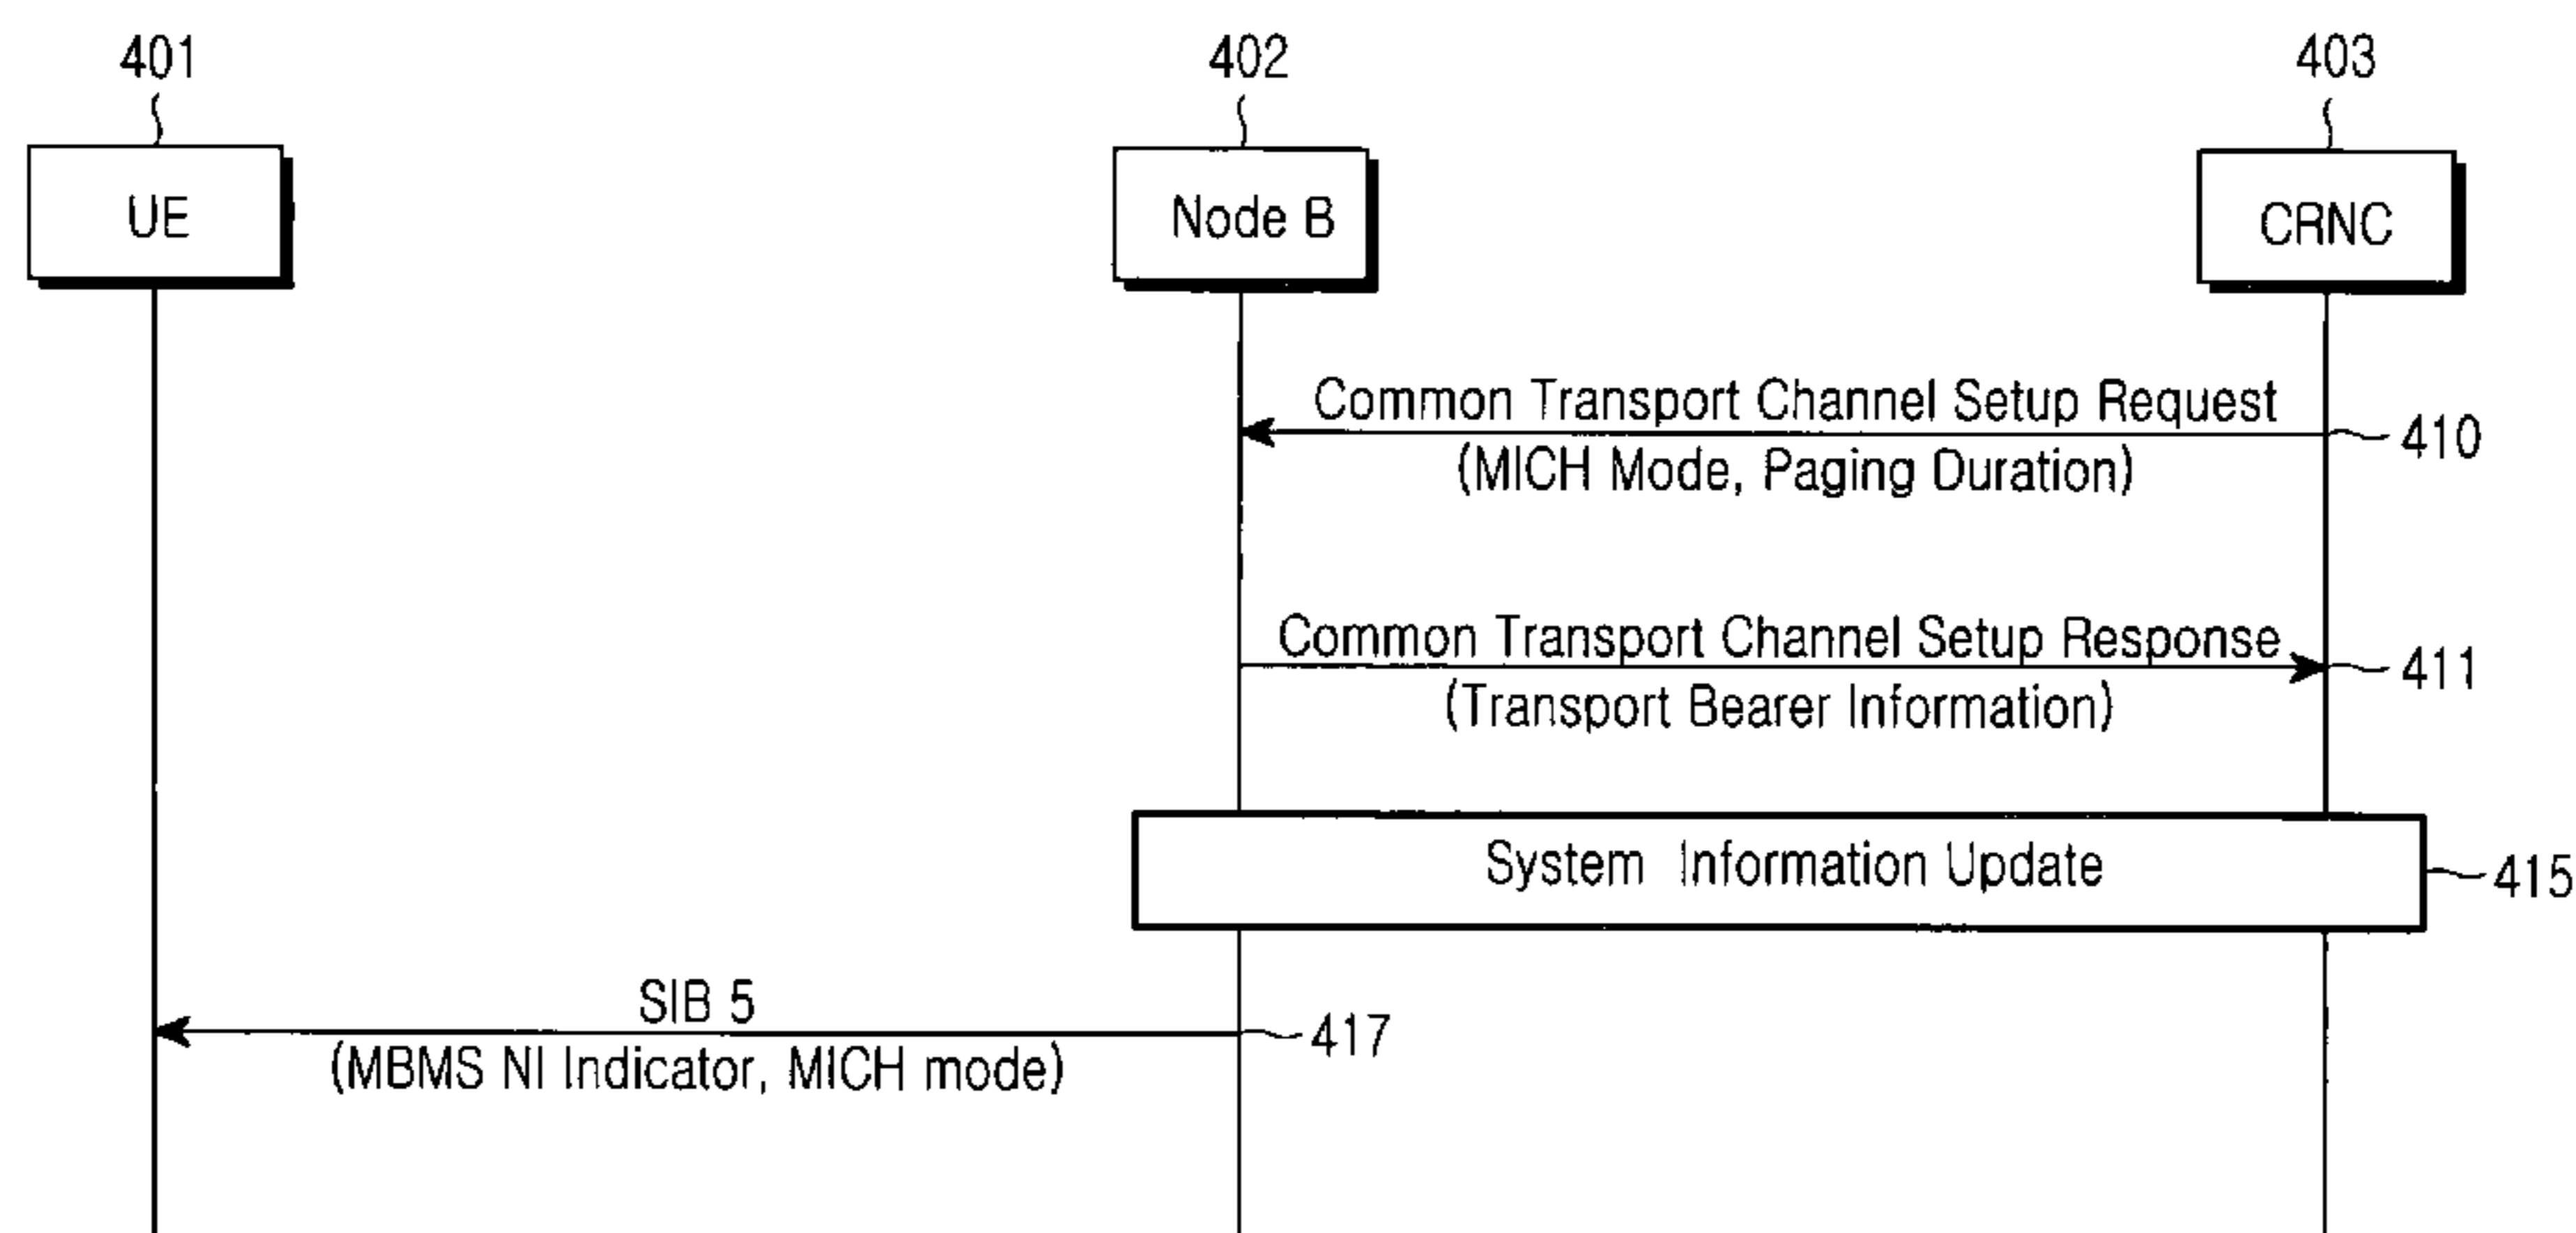 401
402
403
UE
Node B
CRNC
Common Transport Channel Setup Request
410
(MICH Mode, Paging Duration)
Common Transport Channel Setup Response
411
(Transport Bearer Information)
System Information Update
415
SIB 5
417
(MBMS NI Indicator, MICH mode)